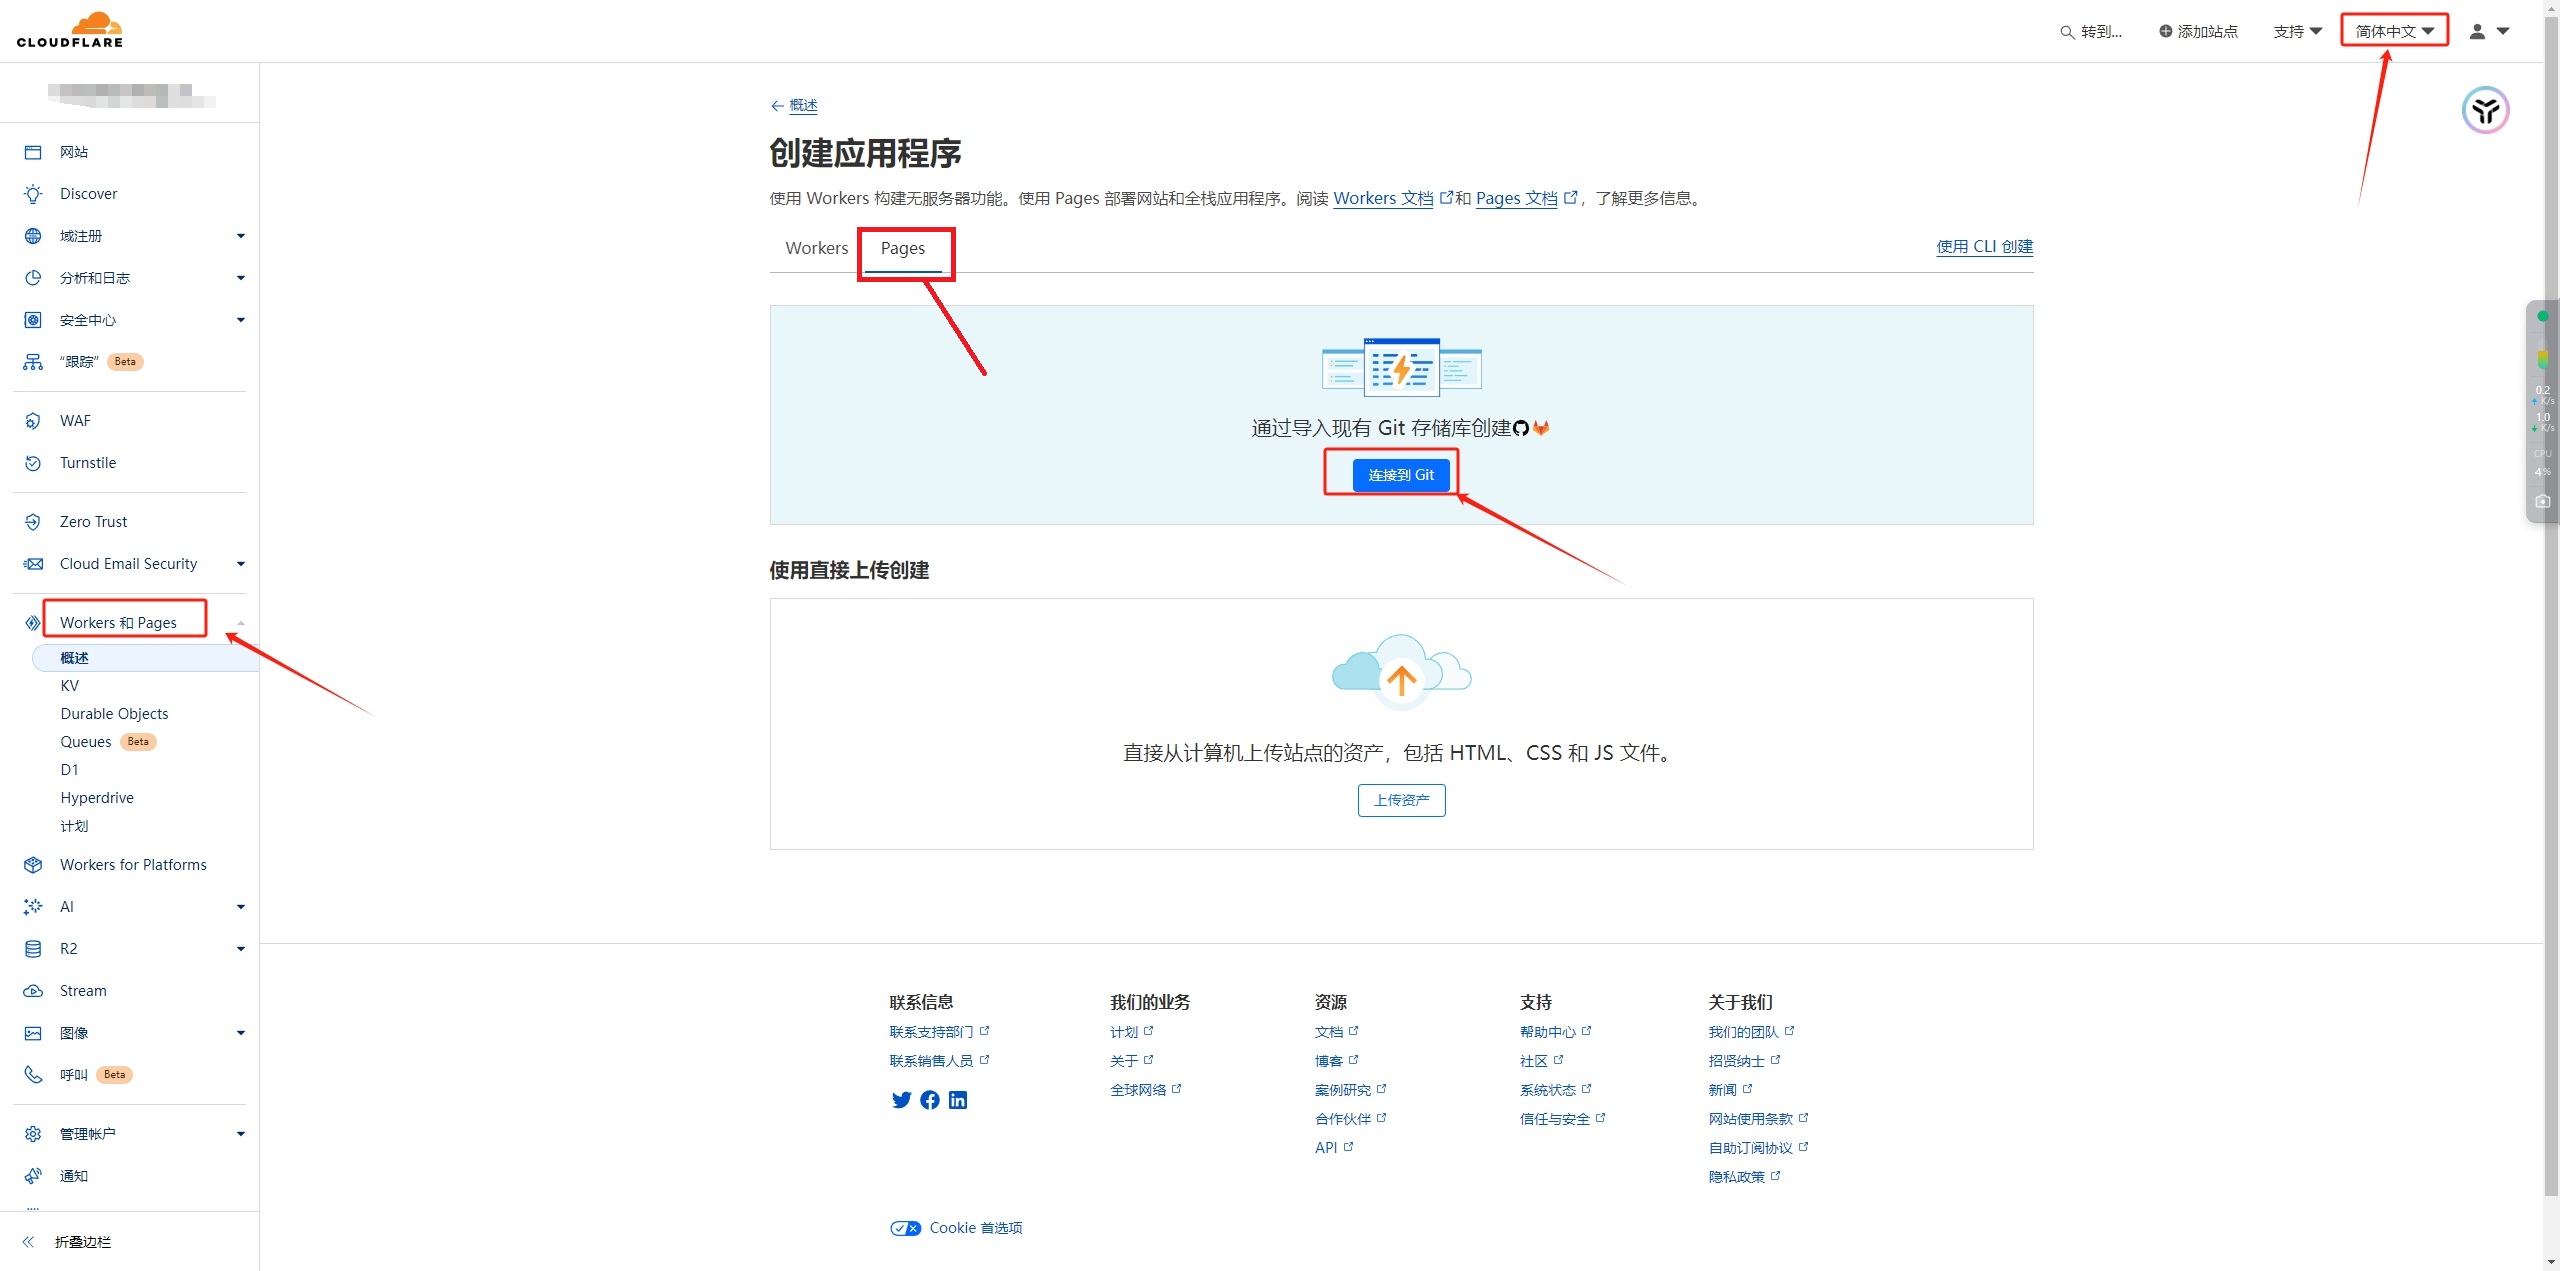 CLOUDFLARE
转到...
添加站点
支持
简体中文
网站
Discover
域注册
分析和日志
安全中心
“跟踪” Beta
WAF
Turnstile
Zero Trust
Cloud Email Security
Workers 和 Pages
概述
KV
Durable Objects
Queues Beta
D1
Hyperdrive
计划
Workers for Platforms
AI
R2
Stream
图像
呼叫 Beta
管理帐户
通知
折叠边栏
概述
创建应用程序
使用 Workers 构建无服务器功能。使用 Pages 部署网站和全栈应用程序。阅读 Workers 文档 和 Pages 文档 ，了解更多信息。
Workers Pages
使用 CLI 创建
通过导入现有 Git 存储库创建
连接到 Git
使用直接上传创建
直接从计算机上传站点的资产，包括 HTML、CSS 和 JS 文件。
上传资产
0.2
K/s
1.0
K/s
CPU
4%
联系信息
联系支持部门
联系销售人员
我们的业务
计划
关于
全球网络
资源
文档
博客
案例研究
合作伙伴
API
支持
帮助中心
社区
系统状态
信任与安全
关于我们
我们的团队
招贤纳士
新闻
网站使用条款
自助订阅协议
隐私政策
Cookie 首选项